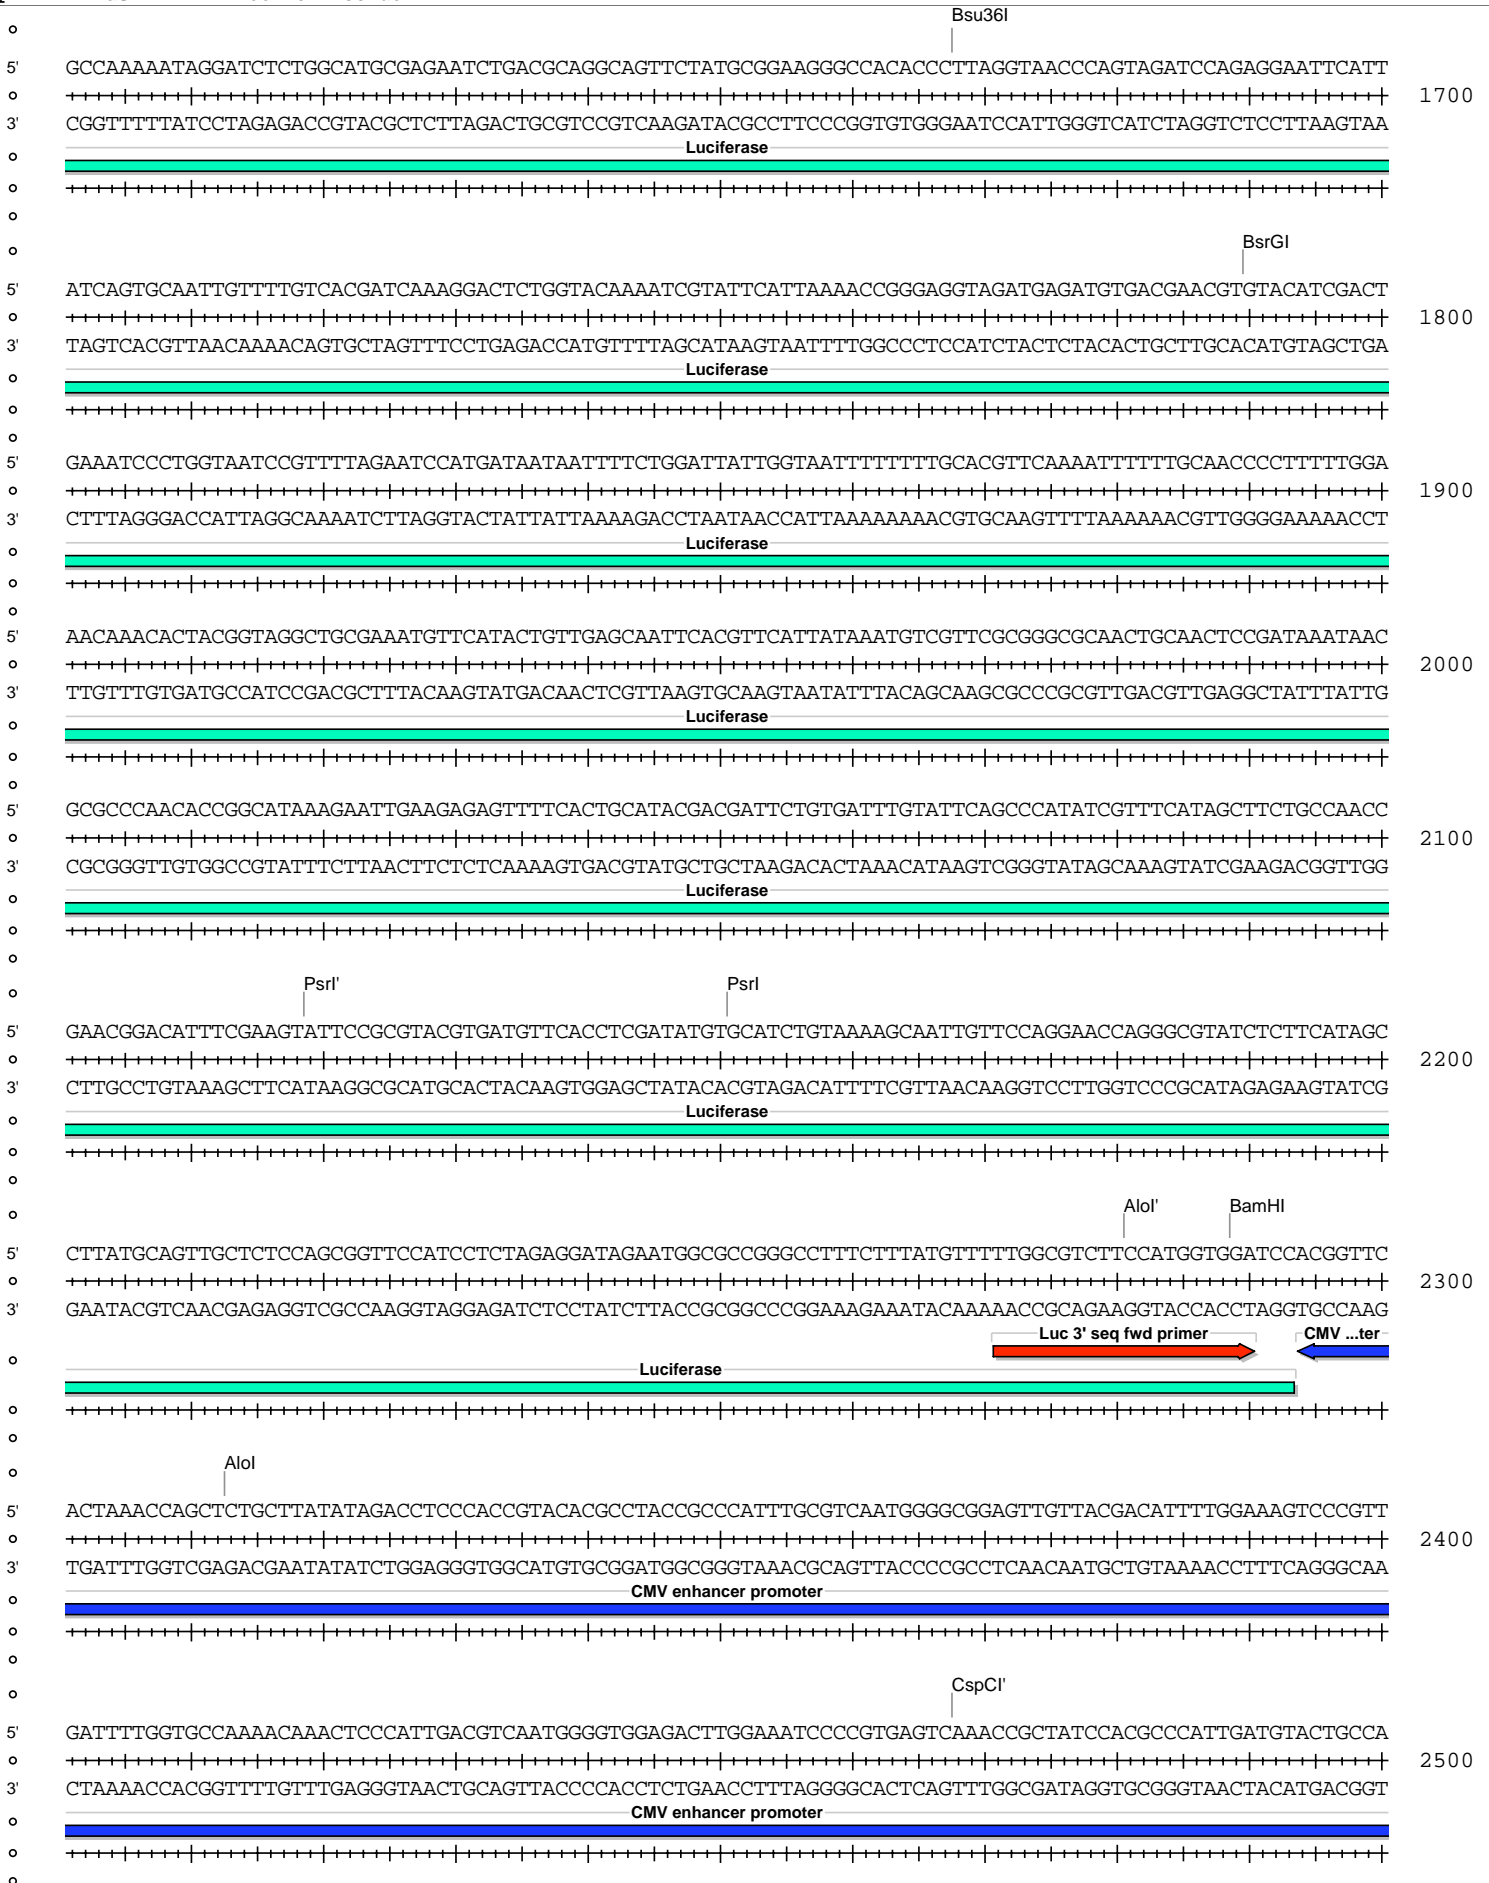 Bsu36I
5' GCCAAAAATAGGATCTCTGGCATGCGAGAATCTGACGCAGGCAGTTCTATGCGGAAGGGCCACACCCTTAGGTAACCCAGTAGATCCAGAGGAATTCATT
1700
3' CGGTTTTTATCCTAGAGACCGTACGCTCTTAGACTGCGTCCGTCAAGATACGCCTTCCCGGTGTGGGAATCCATTGGGTCATCTAGGTCTCCTTAAGTAA
Luciferase
BsrGI
5' ATCAGTGCAATTGTTTTGTCACGATCAAAGGACTCTGGTACAAAATCGTATTCATTAAAACCGGGAGGTAGATGAGATGTGACGAACGTGTACATCGACT
1800
3' TAGTCACGTTAACAAAACAGTGCTAGTTTCCTGAGACCATGTTTTAGCATAAGTAATTTTGGCCCTCCATCTACTCTACACTGCTTGCACATGTAGCTGA
Luciferase
5' GAAATCCCTGGTAATCCGTTTTAGAATCCATGATAATAATTTTCTGGATTATTGGTAATTTTTTTTGCACGTTCAAAATTTTTTGCAACCCCTTTTTGGA
1900
3' CTTTAGGGACCATTAGGCAAAATCTTAGGTACTATTATTAAAAGACCTAATAACCATTAAAAAAAACGTGCAAGTTTTAAAAAACGTTGGGGAAAAACCT
Luciferase
5' AACAAACACTACGGTAGGCTGCGAAATGTTCATACTGTTGAGCAATTCACGTTCATTATAAATGTCGTTCGCGGGCGCAACTGCAACTCCGATAAATAAC
2000
3' TTGTTTGTGATGCCATCCGACGCTTTACAAGTATGACAACTCGTTAAGTGCAAGTAATATTTACAGCAAGCGCCCGCGTTGACGTTGAGGCTATTTATTG
Luciferase
5' GCGCCCAACACCGGCATAAAGAATTGAAGAGAGTTTTCACTGCATACGACGATTCTGTGATTTGTATTCAGCCCATATCGTTTCATAGCTTCTGCCAACC
2100
3' CGCGGGTTGTGGCCGTATTTCTTAACTTCTCTCAAAAGTGACGTATGCTGCTAAGACACTAAACATAAGTCGGGTATAGCAAAGTATCGAAGACGGTTGG
Luciferase
PsrI' PsrI
5' GAACGGACATTTCGAAGTATTCCGCGTACGTGATGTTCACCTCGATATGTGCATCTGTAAAAGCAATTGTTCCAGGAACCAGGGCGTATCTCTTCATAGC
2200
3' CTTGCCTGTAAAGCTTCATAAGGCGCATGCACTACAAGTGGAGCTATACACGTAGACATTTTCGTTAACAAGGTCCTTGGTCCCGCATAGAGAAGTATCG
Luciferase
AloI' BamHI
5' CTTATGCAGTTGCTCTCCAGCGGTTCCATCCTCTAGAGGATAGAATGGCGCCGGGCCTTTCTTTATGTTTTTGGCGTCTTCCATGGTGGATCCACGGTTC
2300
3' GAATACGTCAACGAGAGGTCGCCAAGGTAGGAGATCTCCTATCTTACCGCGGCCCGGAAAGAAATACAAAAACCGCAGAAGGTACCACCTAGGTGCCAAG
Luc 3' seq fwd primer CMV ...ter
Luciferase
AloI
5' ACTAAACCAGCTCTGCTTATATAGACCTCCCACCGTACACGCCTACCGCCCATTTGCGTCAATGGGGCGGAGTTGTTACGACATTTTGGAAAGTCCCGTT
2400
3' TGATTTGGTCGAGACGAATATATCTGGAGGGTGGCATGTGCGGATGGCGGGTAAACGCAGTTACCCCGCCTCAACAATGCTGTAAAACCTTTCAGGGCAA
CMV enhancer promoter
CspCI'
5' GATTTTGGTGCCAAAACAAACTCCCATTGACGTCAATGGGGTGGAGACTTGGAAATCCCCGTGAGTCAAACCGCTATCCACGCCCATTGATGTACTGCCA
2500
3' CTAAAACCACGGTTTTGTTTGAGGGTAACTGCAGTTACCCCACCTCTGAACCTTTAGGGGCACTCAGTTTGGCGATAGGTGCGGGTAACTACATGACGGT
CMV enhancer promoter